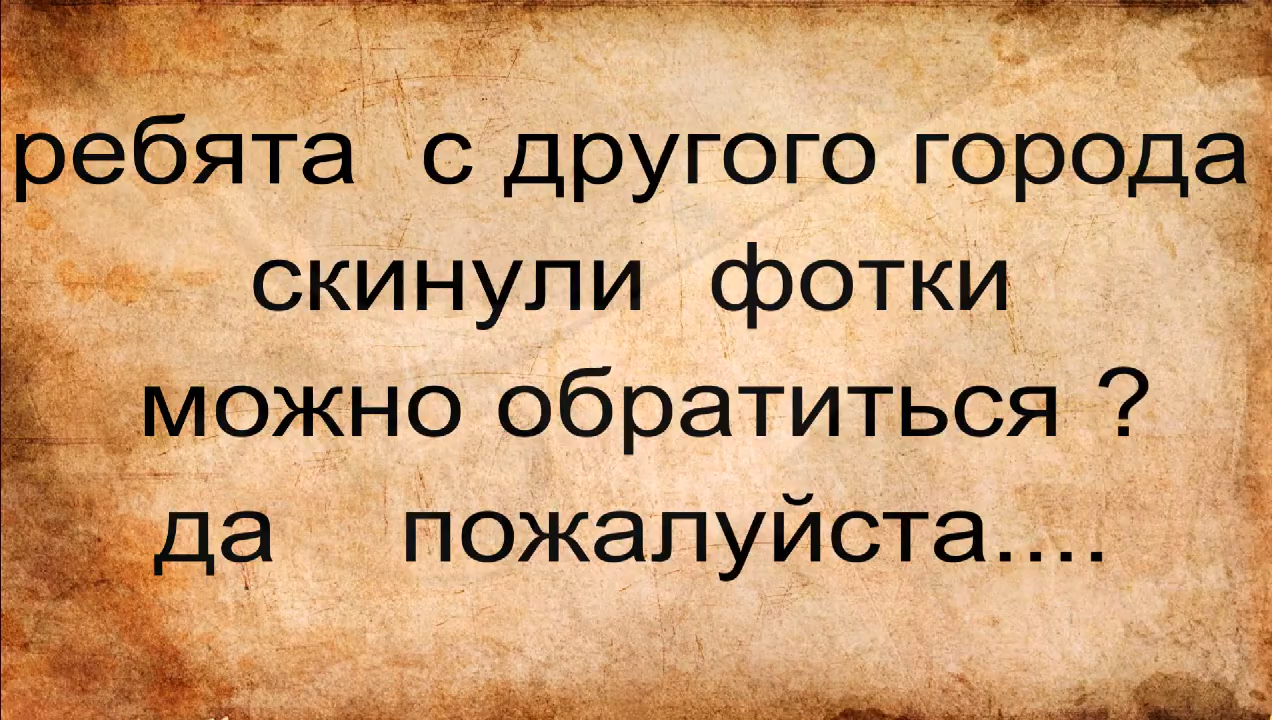 ребята с другого города
скинули фотки
можно обратиться ?
да пожалуйста....